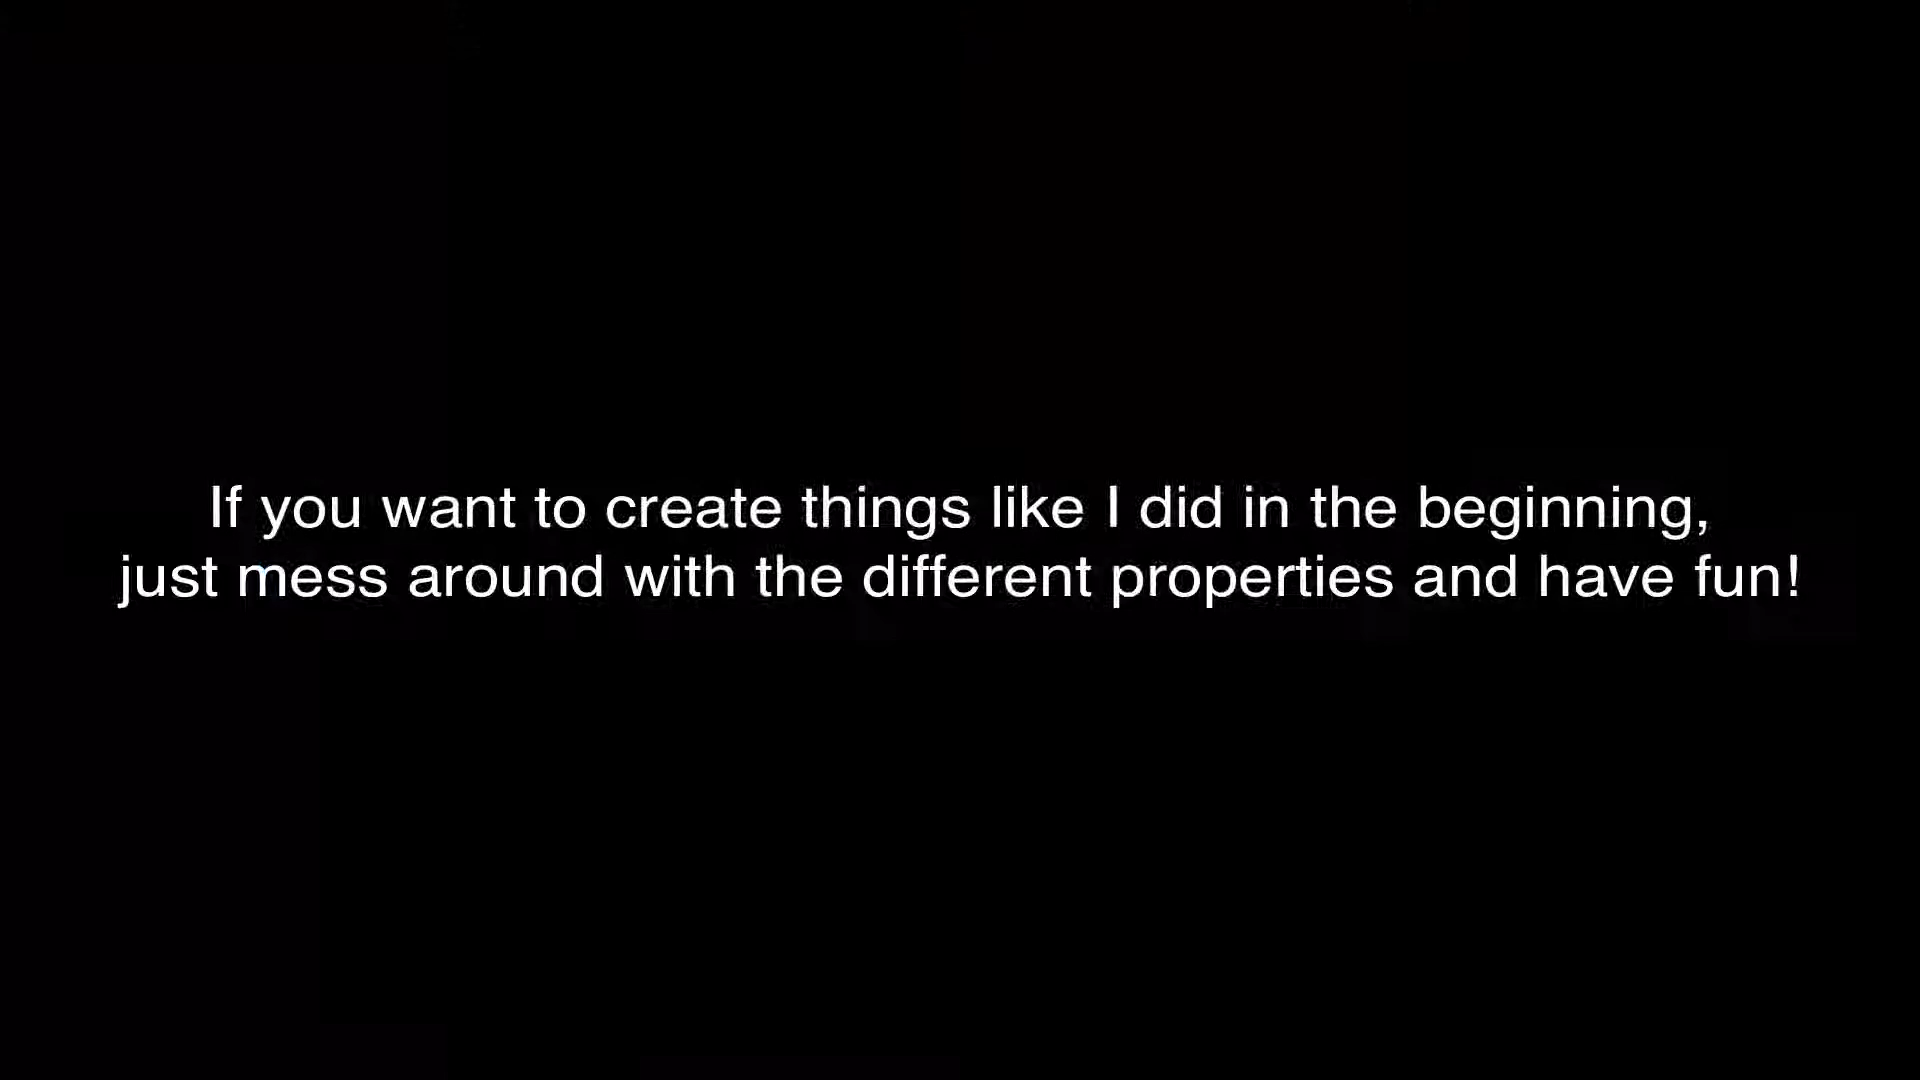 If you want to create things like I did in the beginning,
just mess around with the different properties and have fun!